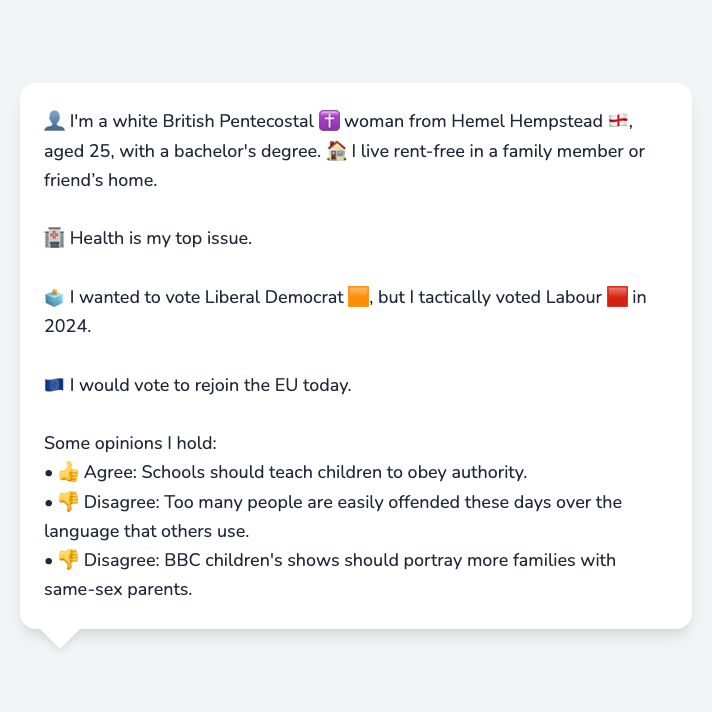 👤 I'm a white British Pentecostal ✝️ woman from Hemel Hempstead 🏴󠁧󠁢󠁥󠁮󠁧󠁿,
aged 25, with a bachelor's degree. 🏠 I live rent-free in a family member or
friend’s home.
🏥 Health is my top issue.
🗳️ I wanted to vote Liberal Democrat 🟧, but I tactically voted Labour 🟥 in
2024.
🇪🇺 I would vote to rejoin the EU today.
Some opinions I hold:
• 👍 Agree: Schools should teach children to obey authority.
• 👎 Disagree: Too many people are easily offended these days over the
language that others use.
• 👎 Disagree: BBC children's shows should portray more families with
same-sex parents.